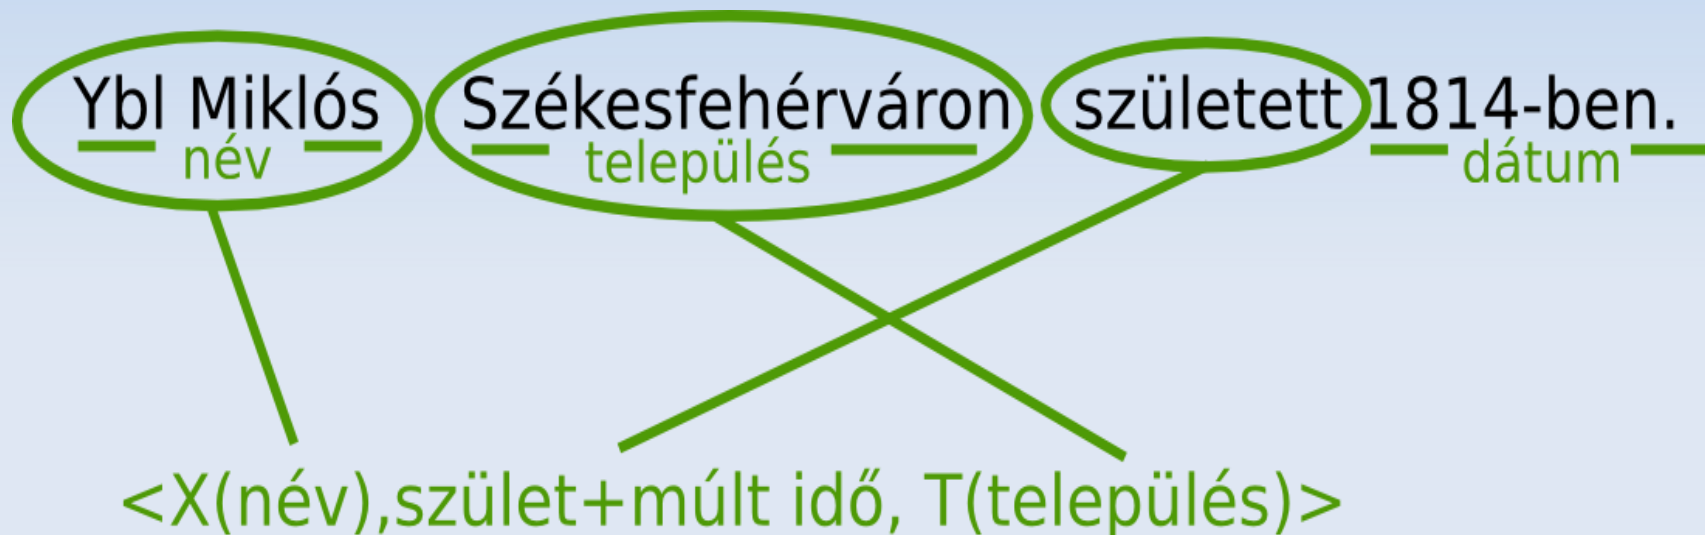 Ybl Miklós Székesfehérváron született 1814-ben.
név település dátum
<X(név),szület+múlt idő, T(település)>